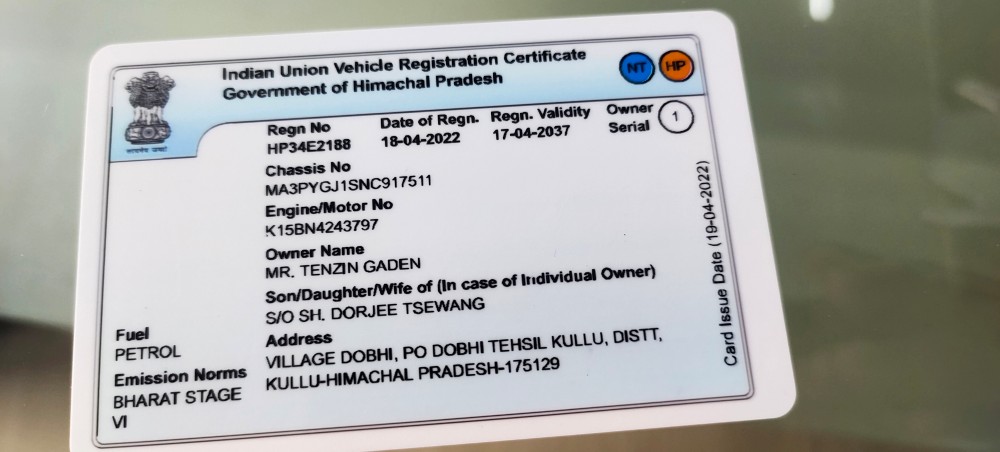 Indian Union Vehicle Registration Certificate
Government of Himachal Pradesh
NT HP
Regn No Date of Regn. Regn. Validity Owner Serial 1
HP34E2188 18-04-2022 17-04-2037
Chassis No
MA3PYGJ1SNC917511
Engine/Motor No
K15BN4243797
Owner Name
MR. TENZIN GADEN
Son/Daughter/Wife of (In case of Individual Owner)
S/O SH. DORJEE TSEWANG
Fuel
PETROL
Emission Norms
BHARAT STAGE
VI
Address
VILLAGE DOBHI, PO DOBHI TEHSIL KULLU, DISTT,
KULLU-HIMACHAL PRADESH-175129
Card Issue Date (19-04-2022)